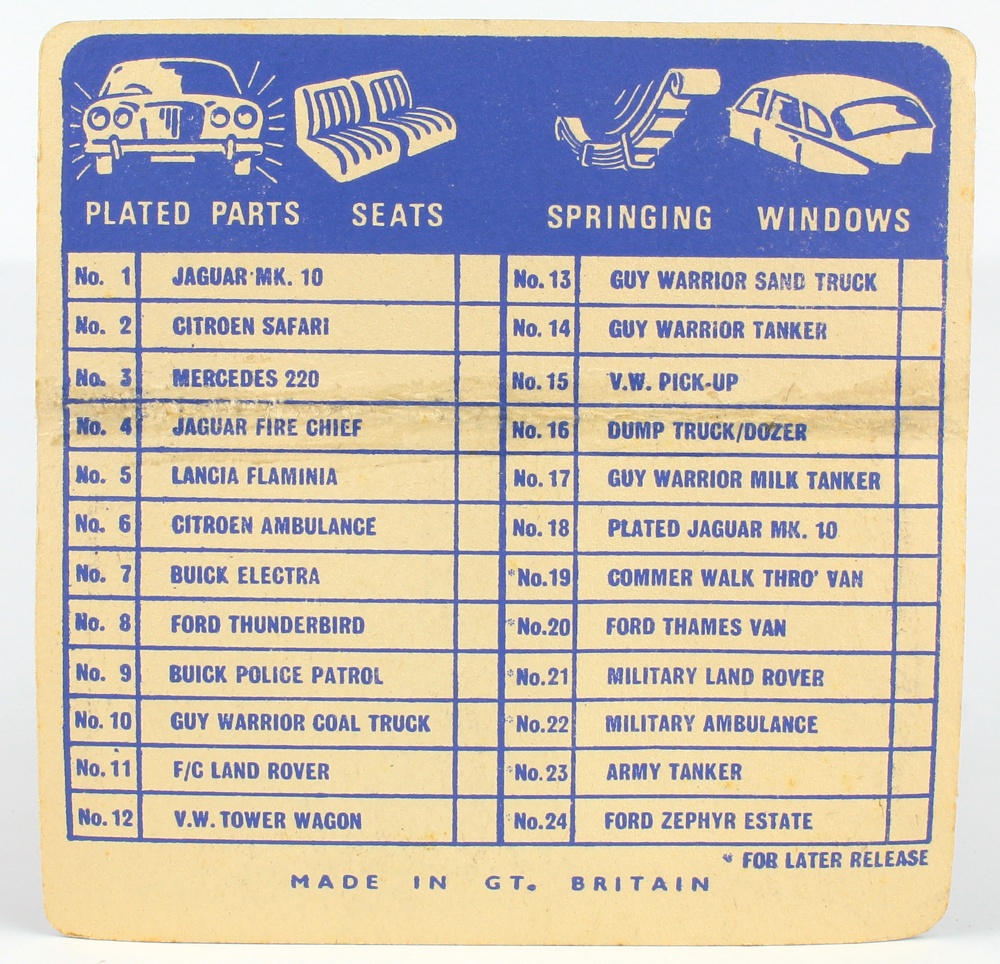 PLATED PARTS SEATS SPRINGING WINDOWS
No. 1 JAGUAR MK. 10
No. 2 CITROEN SAFARI
No. 3 MERCEDES 220
No. 4 JAGUAR FIRE CHIEF
No. 5 LANCIA FLAMINIA
No. 6 CITROEN AMBULANCE
No. 7 BUICK ELECTRA
No. 8 FORD THUNDERBIRD
No. 9 BUICK POLICE PATROL
No. 10 GUY WARRIOR COAL TRUCK
No. 11 F/C LAND ROVER
No. 12 V.W. TOWER WAGON
No. 13 GUY WARRIOR SAND TRUCK
No. 14 GUY WARRIOR TANKER
No. 15 V.W. PICK-UP
No. 16 DUMP TRUCK/DOZER
No. 17 GUY WARRIOR MILK TANKER
No. 18 PLATED JAGUAR MK. 10
*No.19 COMMER WALK THRO' VAN
*No.20 FORD THAMES VAN
*No.21 MILITARY LAND ROVER
*No.22 MILITARY AMBULANCE
*No.23 ARMY TANKER
*No.24 FORD ZEPHYR ESTATE
* FOR LATER RELEASE
MADE IN GT. BRITAIN